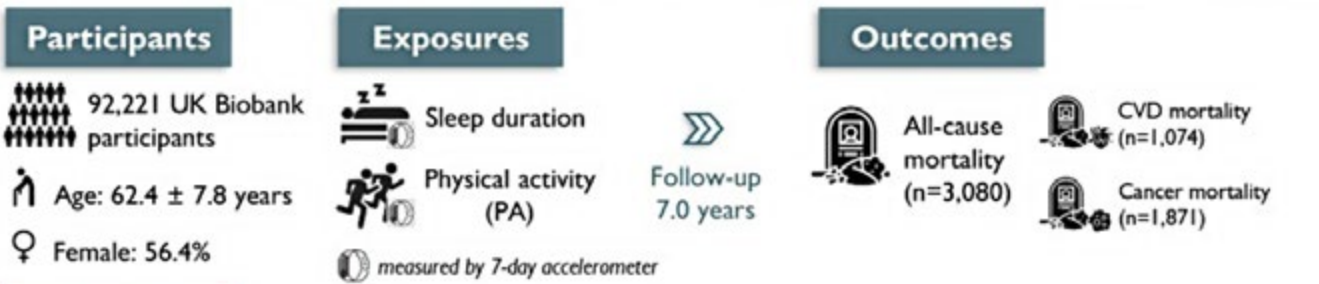 Participants
92,221 UK Biobank
participants
Age: 62.4 ± 7.8 years
Female: 56.4%
Exposures
z z
Sleep duration
Physical activity
(PA)
measured by 7-day accelerometer
Follow-up
7.0 years
Outcomes
All-cause
mortality
(n=3,080)
CVD mortality
(n=1,074)
Cancer mortality
(n=1,871)